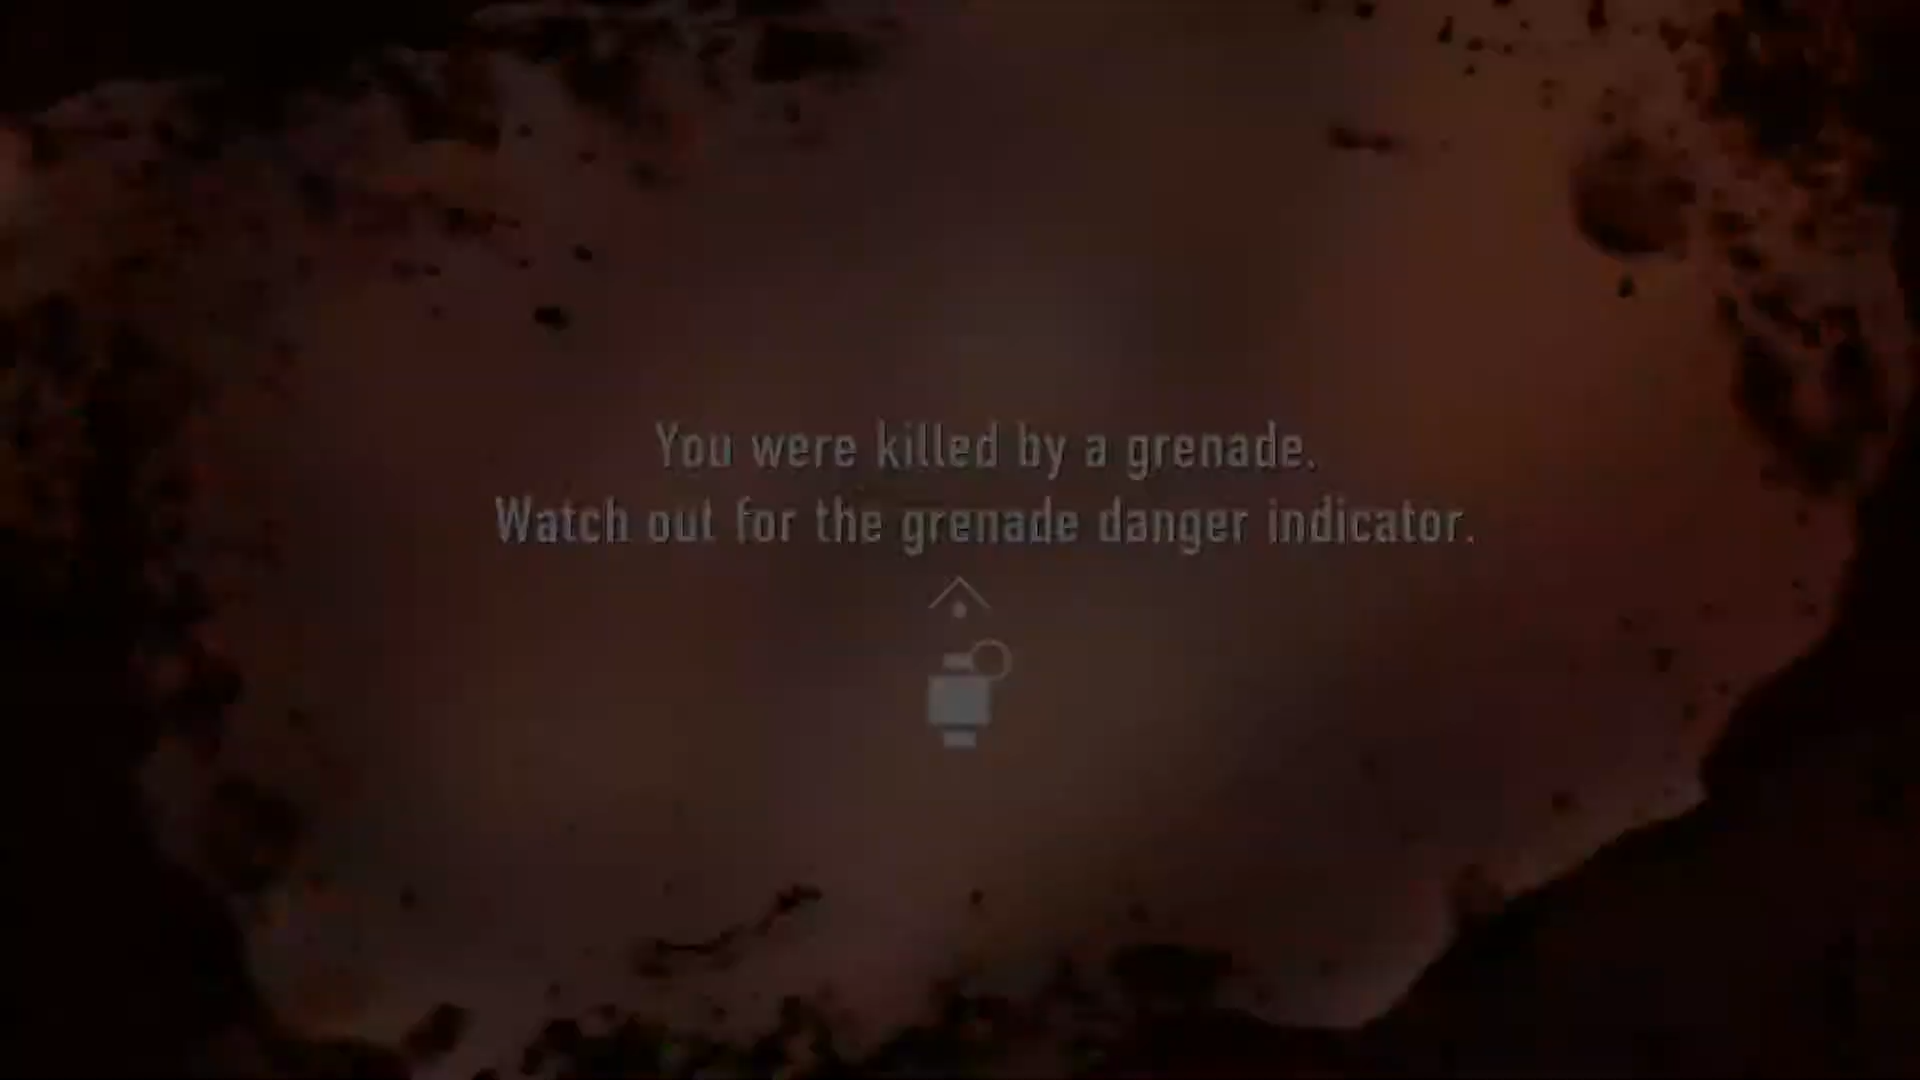 You were killed by a grenade.
Watch out for the grenade danger indicator.